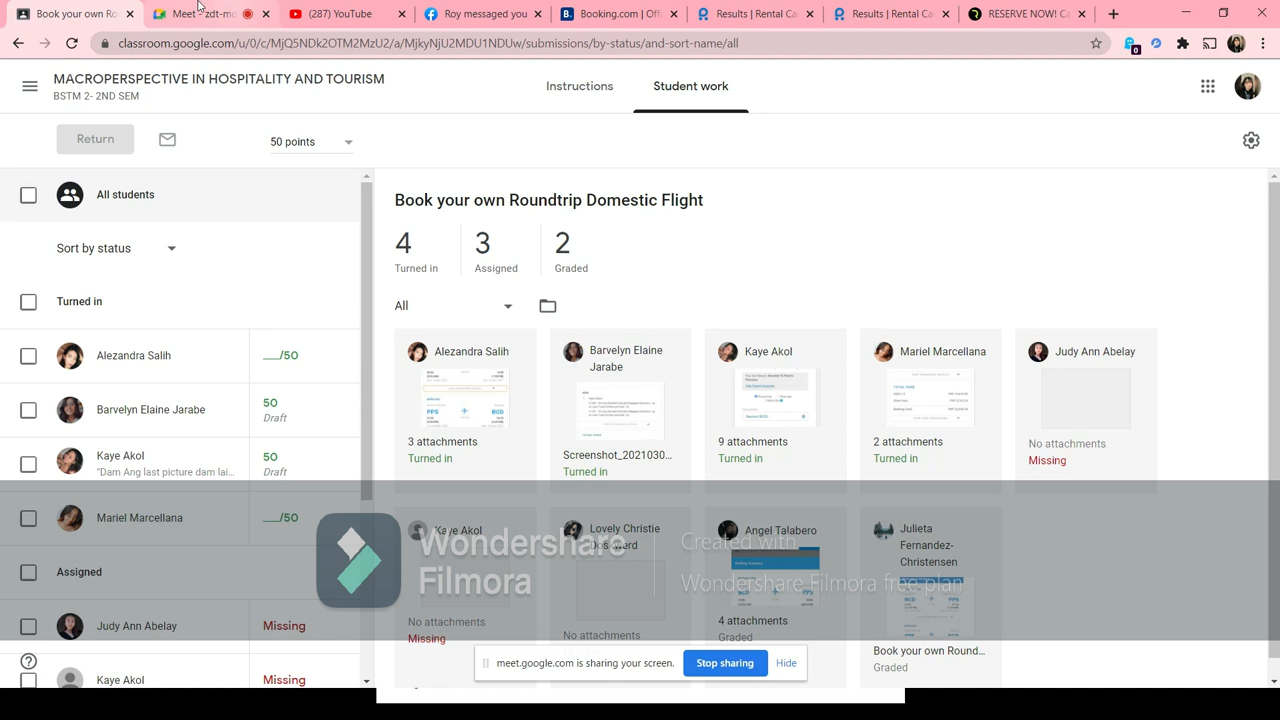 Book your own Ro
Meet - zdt-mc
(287) YouTube
Roy messaged you
Booking.com | Offi
Results | Rental Ca
Results | Rental Ca
RESERVE NOW! Ca
classroom.google.com/u/0/c/MjQ5NDk2OTM2MzU2/a/MjkyNjU2MDU1NDUw/submissions/by-status/and-sort-name/all
0
MACROPERSPECTIVE IN HOSPITALITY AND TOURISM
BSTM 2- 2ND SEM
Instructions
Student work
Return
50 points
All students
Sort by status
Turned in
Alezandra Salih
___/50
Barvelyn Elaine Jarabe
50
Draft
Kaye Akol
"Dam Ang last picture dam lai...
50
Draft
Mariel Marcellana
___/50
Assigned
Judy Ann Abelay
Missing
Kaye Akol
Missing
Book your own Roundtrip Domestic Flight
4
Turned in
3
Assigned
2
Graded
All
Alezandra Salih
PPS
BCD
3 attachments
Turned in
Barvelyn Elaine
Jarabe
Screenshot_2021030...
Turned in
Kaye Akol
9 attachments
Turned in
Mariel Marcellana
2 attachments
Turned in
Judy Ann Abelay
No attachments
Missing
Kaye Akol
No attachments
Missing
Lovely Christie
No attachments
Angel Talabero
4 attachments
Graded
Julieta
Fernandez-
Christensen
BCD
PPS
Book your own Round...
Graded
Wondershare
Filmora
Created with
Wondershare Filmora free plan
meet.google.com is sharing your screen.
Stop sharing
Hide